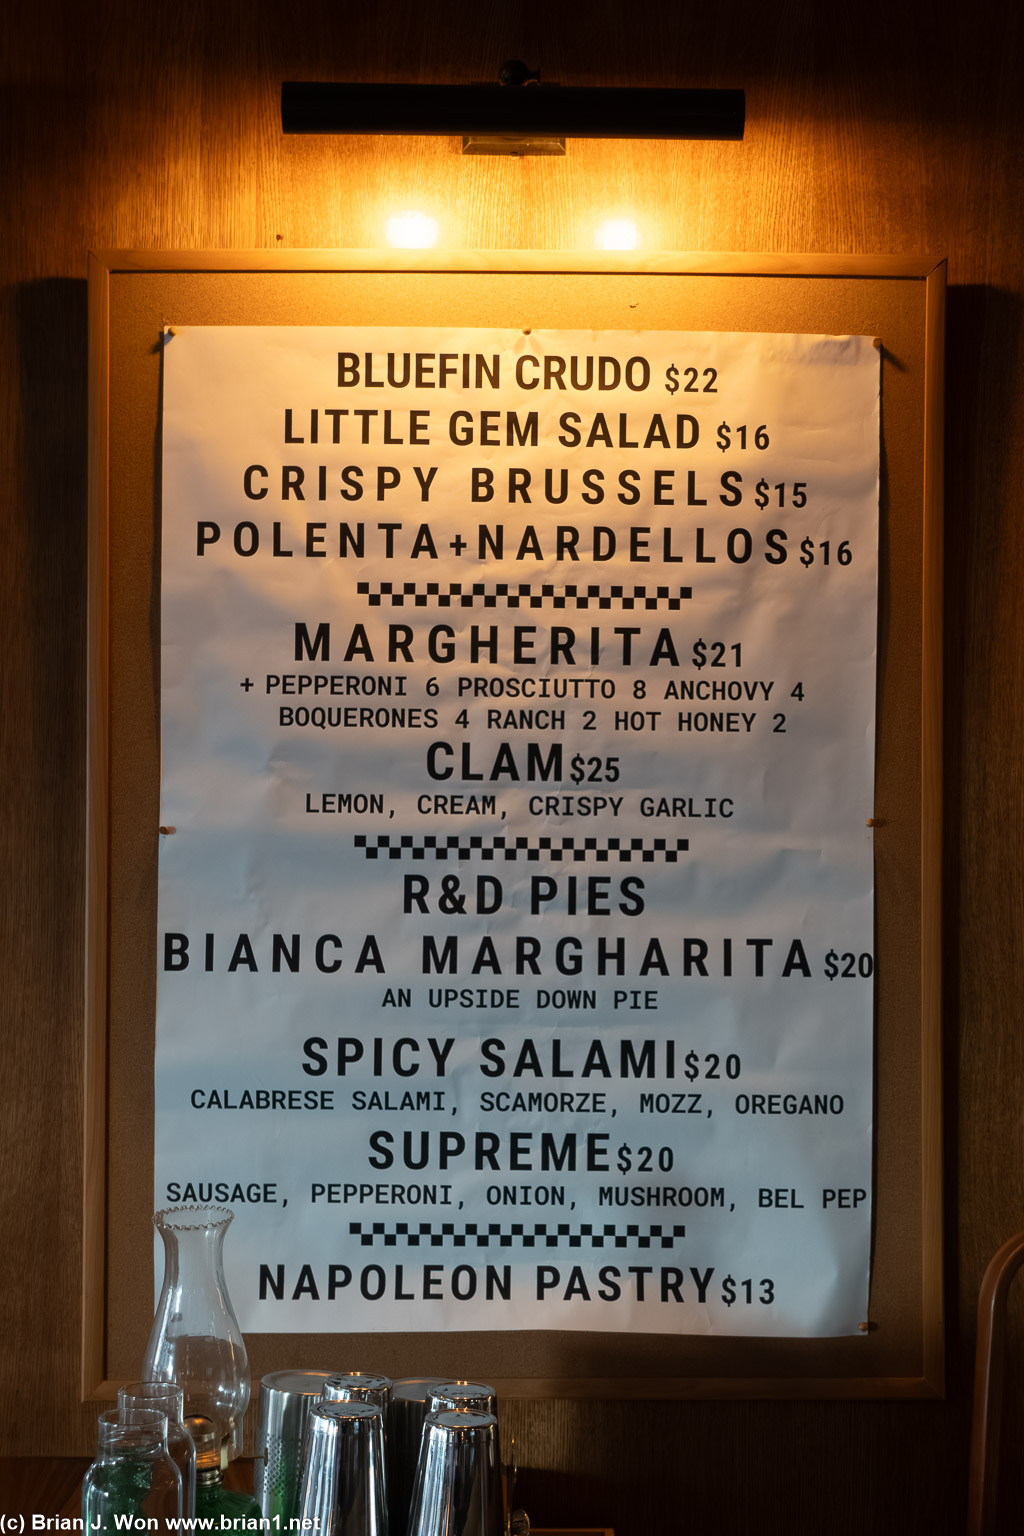 BLUEFIN CRUDO $22
LITTLE GEM SALAD $16
CRISPY BRUSSELS $15
POLENTA+NARDELLOS $16
MARGHERITA $21
+ PEPPERONI 6 PROSCIUTTO 8 ANCHOVY 4
BOQUERONES 4 RANCH 2 HOT HONEY 2
CLAM $25
LEMON, CREAM, CRISPY GARLIC
R&D PIES
BIANCA MARGHARITA $20
AN UPSIDE DOWN PIE
SPICY SALAMI $20
CALABRESE SALAMI, SCAMORZE, MOZZ, OREGANO
SUPREME $20
SAUSAGE, PEPPERONI, ONION, MUSHROOM, BEL PEP
NAPOLEON PASTRY $13
(c) Brian J. Won www.brian1.net